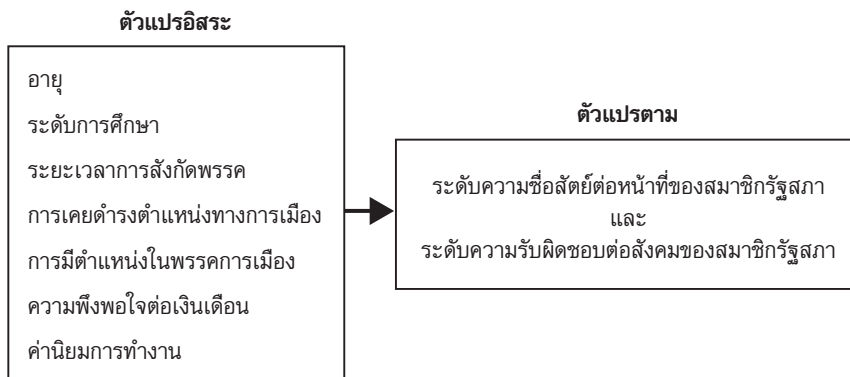 ตัวแปรอิสระ
อายุ
ระดับการศึกษา
ระยะเวลาการสังกัดพรรค
การเคยดำรงตำแหน่งทางการเมือง
การมีตำแหน่งในพรรคการเมือง
ความพึงพอใจต่อเงินเดือน
ค่านิยมการทำงาน
ตัวแปรตาม
ระดับความซื่อสัตย์ต่อหน้าที่ของสมาชิกรัฐสภา
และ
ระดับความรับผิดชอบต่อสังคมของสมาชิกรัฐสภา